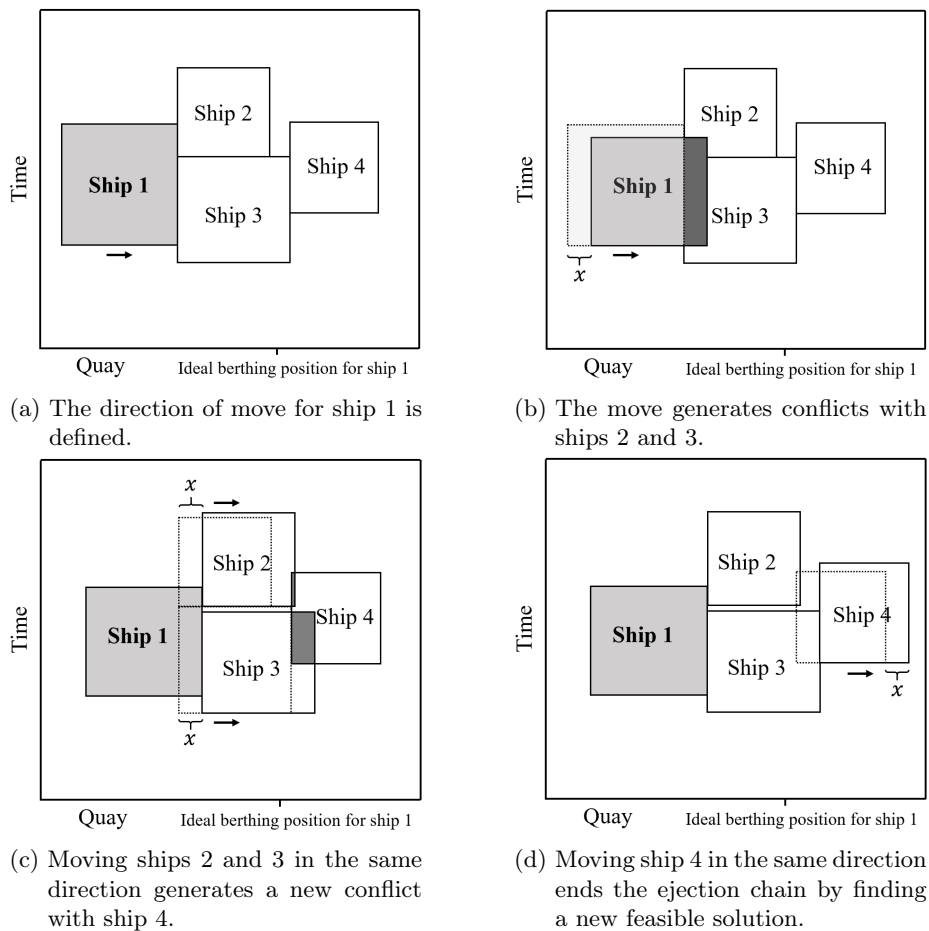 Ship 2
Ship 4
Ship 1
Ship 3
Time
Quay
Ideal berthing position for ship 1
(a) The direction of move for ship 1 is
defined.
Ship 2
Ship 4
Ship 1
Ship 3
Time
x
Quay
Ideal berthing position for ship 1
(b) The move generates conflicts with
ships 2 and 3.
x
Ship 2
Ship 4
Ship 1
Ship 3
Time
x
Quay
Ideal berthing position for ship 1
(c) Moving ships 2 and 3 in the same
direction generates a new conflict
with ship 4.
Ship 2
Ship 4
Ship 1
Ship 3
Time
x
Quay
Ideal berthing position for ship 1
(d) Moving ship 4 in the same direction
ends the ejection chain by finding
a new feasible solution.